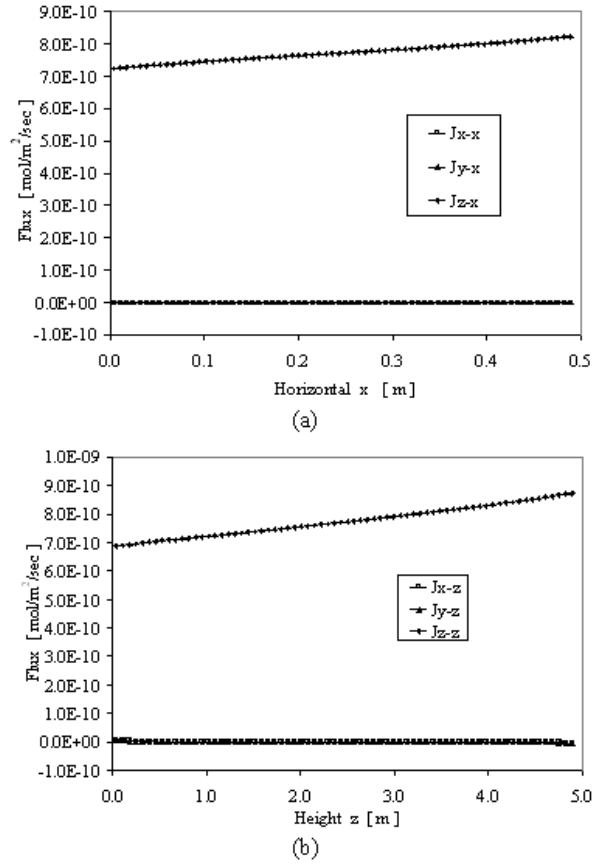 9.0E-10
8.0E-10
7.0E-10
6.0E-10
5.0E-10
4.0E-10
3.0E-10
2.0E-10
1.0E-10
0.0E+00
-1.0E-10
Flux [mol/m²/sec]
Jx-x
Jy-x
Jz-x
0.0 0.1 0.2 0.3 0.4 0.5
Horizontal x [m]
(a)
1.0E-09
9.0E-10
8.0E-10
7.0E-10
6.0E-10
5.0E-10
4.0E-10
3.0E-10
2.0E-10
1.0E-10
0.0E+00
-1.0E-10
Flux [mol/m²/sec]
Jx-z
Jy-z
Jz-z
0.0 1.0 2.0 3.0 4.0 5.0
Height z [m]
(b)